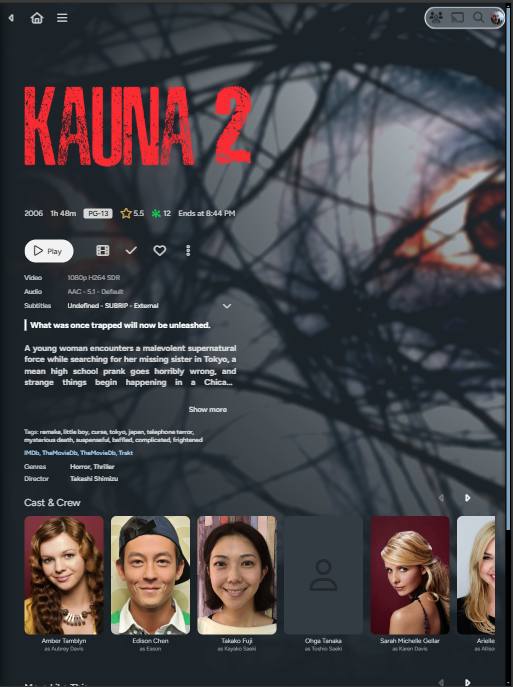 KAUNA 2
2006 1h 48m PG-13 5.5 12 Ends at 8:44 PM
Play
Video 1080p H264 SDR
Audio AAC - 5.1 - Default
Subtitles Undefined - SUBRIP - External
What was once trapped will now be unleashed.
A young woman encounters a malevolent supernatural
force while searching for her missing sister in Tokyo, a
mean high school prank goes horribly wrong, and
strange things begin happening in a Chica...
Show more
Tags: remake, little boy, curse, tokyo, japan, telephone terror,
mysterious death, suspenseful, baffled, complicated, frightened
IMDb, TheMovieDb, TheMovieDb, Trakt
Genres Horror, Thriller
Director Takashi Shimizu
Cast & Crew
Amber Tamblyn Edison Chen Takako Fuji Ohga Tanaka Sarah Michelle Gellar Arielle
as Aubrey Davis as Eason as Kayako Saeki as Toshio Saeki as Karen Davis as Alliso
More Like This